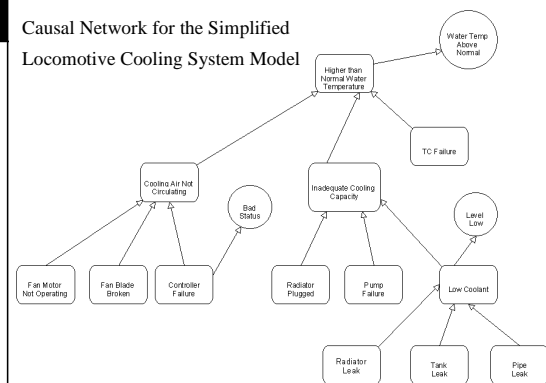 Causal Network for the Simplified
Locomotive Cooling System Model
Water Temp
Above
Normal
Higher than
Normal Water
Temperature
TC Failure
Cooling Air Not
Circulating
Bad
Status
Inadequate Cooling
Capacity
Level
Low
Fan Motor
Not Operating
Fan Blade
Broken
Controller
Failure
Radiator
Plugged
Pump
Failure
Low Coolant
Radiator
Leak
Tank
Leak
Pipe
Leak